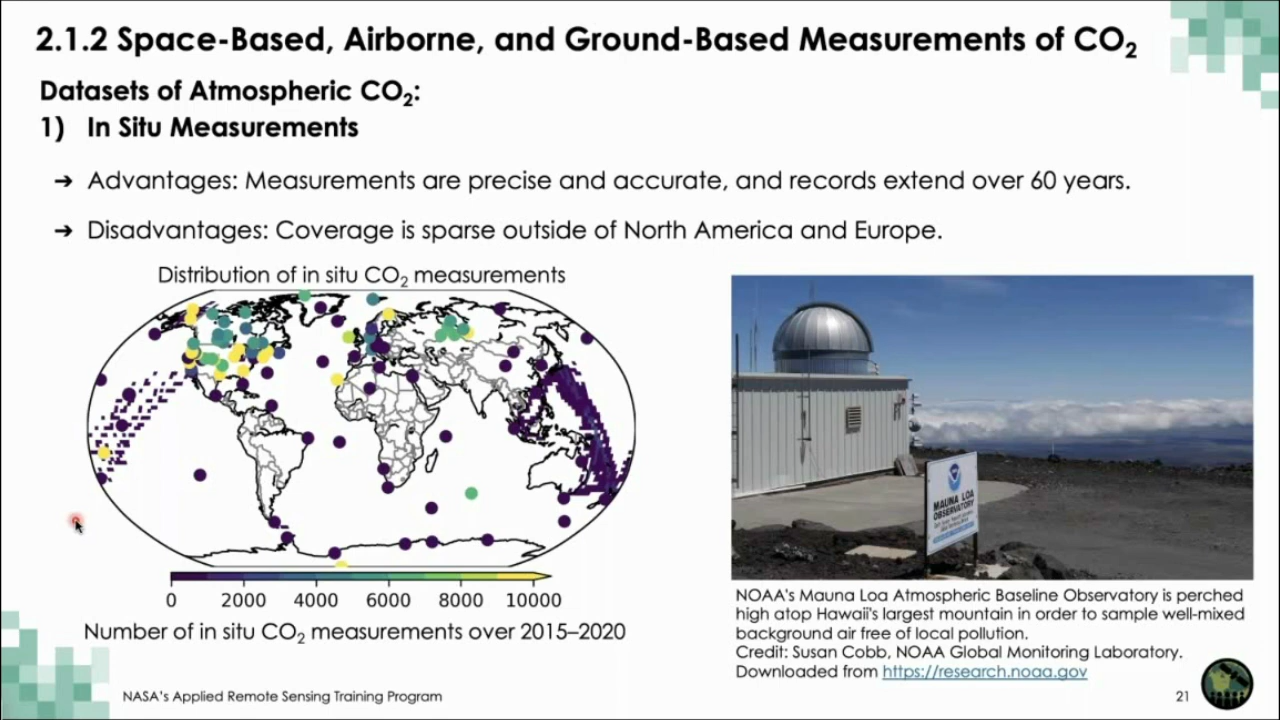 2.1.2 Space-Based, Airborne, and Ground-Based Measurements of CO₂
Datasets of Atmospheric CO₂:
1) In Situ Measurements
➔ Advantages: Measurements are precise and accurate, and records extend over 60 years.
➔ Disadvantages: Coverage is sparse outside of North America and Europe.
Distribution of in situ CO₂ measurements
0 2000 4000 6000 8000 10000
Number of in situ CO₂ measurements over 2015–2020
MAUNA LOA
OBSERVATORY
NOAA's Mauna Loa Atmospheric Baseline Observatory is perched
high atop Hawaii's largest mountain in order to sample well-mixed
background air free of local pollution.
Credit: Susan Cobb, NOAA Global Monitoring Laboratory.
Downloaded from https://research.noaa.gov
NASA's Applied Remote Sensing Training Program
21